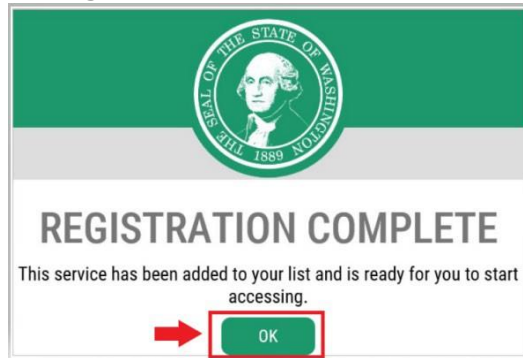 THE SEAL OF THE STATE OF WASHINGTON
1889
REGISTRATION COMPLETE
This service has been added to your list and is ready for you to start
accessing.
OK